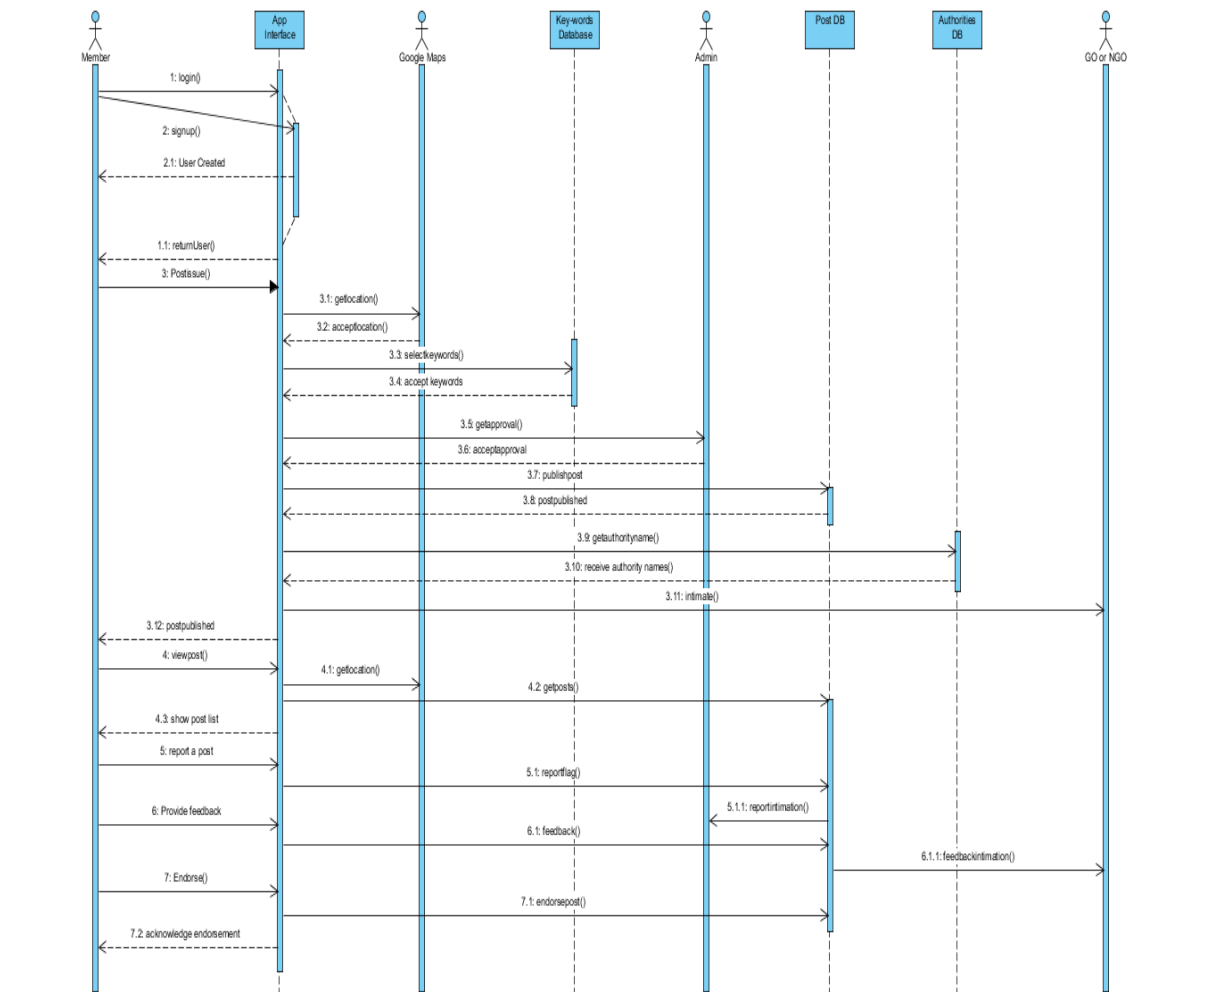 App
Interface
Key-words
Database
Post DB
Authorities
DB
Member
Google Maps
Admin
GO or NGO
1: login()
2: signup()
2.1: User Created
1.1: returnUser()
3: Postissue()
3.1: getlocation()
3.2: acceptlocation()
3.3: selectkeywords()
3.4: accept keywords
3.5: getapproval()
3.6: acceptapproval
3.7: publishpost
3.8: postpublished
3.9: getauthorityname()
3.10: receive authority names()
3.11: intimate()
3.12: postpublished
4: viewpost()
4.1: getlocation()
4.2: getposts()
4.3: show post list
5: report a post
5.1: reportflag()
5.1.1: reportintimation()
6: Provide feedback
6.1: feedback()
6.1.1: feedbackintimation()
7: Endorse()
7.1: endorsepost()
7.2: acknowledge endorsement